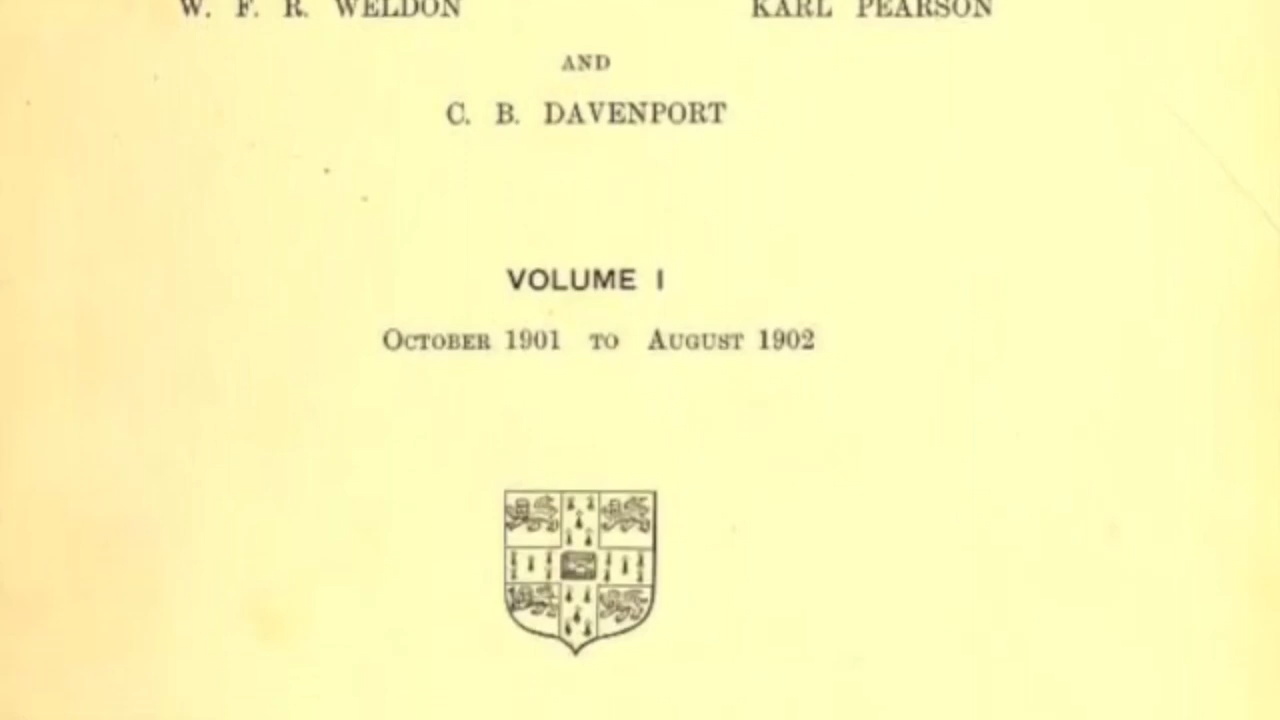 W. F. R. WELDON KARL PEARSON
AND
C. B. DAVENPORT
VOLUME I
OCTOBER 1901 TO AUGUST 1902